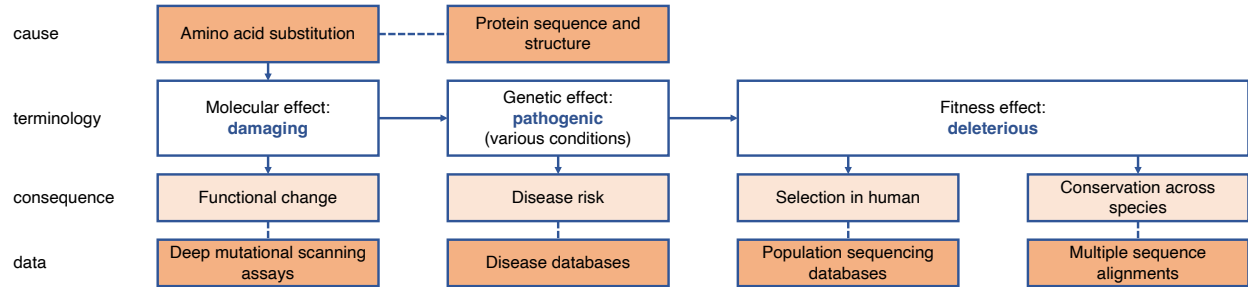 cause
Amino acid substitution
Protein sequence and
structure
terminology
Molecular effect:
damaging
Genetic effect:
pathogenic
(various conditions)
Fitness effect:
deleterious
consequence
Functional change
Disease risk
Selection in human
Conservation across
species
data
Deep mutational scanning
assays
Disease databases
Population sequencing
databases
Multiple sequence
alignments